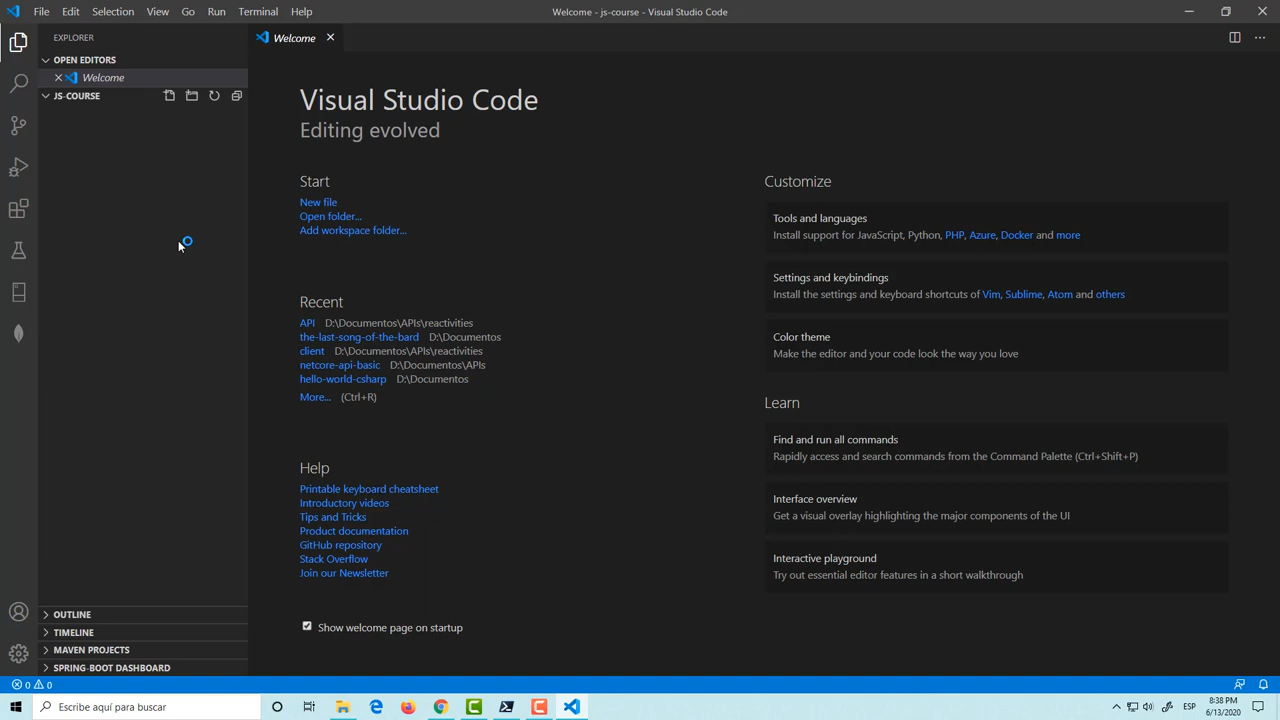 File Edit Selection View Go Run Terminal Help
Welcome - js-course - Visual Studio Code
EXPLORER
OPEN EDITORS
Welcome
JS-COURSE
OUTLINE
TIMELINE
MAVEN PROJECTS
SPRING-BOOT DASHBOARD
Welcome
Visual Studio Code
Editing evolved
Start
New file
Open folder...
Add workspace folder...
Recent
API D:\Documentos\APIs\reactivities
the-last-song-of-the-bard D:\Documentos
client D:\Documentos\APIs\reactivities
netcore-api-basic D:\Documentos\APIs
hello-world-csharp D:\Documentos
More... (Ctrl+R)
Help
Printable keyboard cheatsheet
Introductory videos
Tips and Tricks
Product documentation
GitHub repository
Stack Overflow
Join our Newsletter
Show welcome page on startup
Customize
Tools and languages
Install support for JavaScript, Python, PHP, Azure, Docker and more
Settings and keybindings
Install the settings and keyboard shortcuts of Vim, Sublime, Atom and others
Color theme
Make the editor and your code look the way you love
Learn
Find and run all commands
Rapidly access and search commands from the Command Palette (Ctrl+Shift+P)
Interface overview
Get a visual overlay highlighting the major components of the UI
Interactive playground
Try out essential editor features in a short walkthrough
0 0
Escribe aquí para buscar
ESP
8:38 PM
6/13/2020